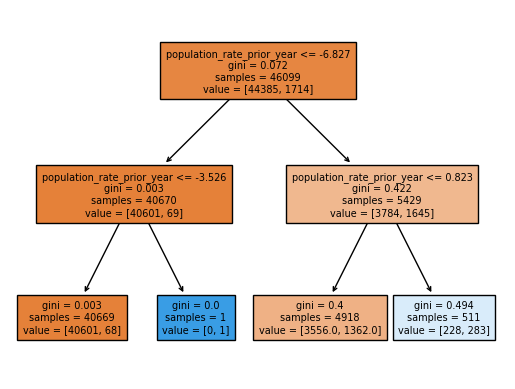 population_rate_prior_year <= -6.827
gini = 0.072
samples = 46099
value = [44385, 1714]
population_rate_prior_year <= -3.526
gini = 0.003
samples = 40670
value = [40601, 69]
population_rate_prior_year <= 0.823
gini = 0.422
samples = 5429
value = [3784, 1645]
gini = 0.003
samples = 40669
value = [40601, 68]
gini = 0.0
samples = 1
value = [0, 1]
gini = 0.4
samples = 4918
value = [3556.0, 1362.0]
gini = 0.494
samples = 511
value = [228, 283]